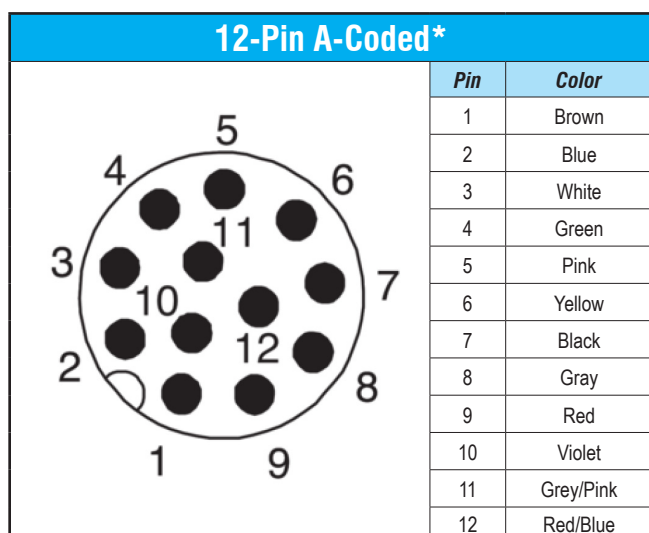 12-Pin A-Coded*
Pin Color
1 Brown
2 Blue
3 White
4 Green
5 Pink
6 Yellow
7 Black
8 Gray
9 Red
10 Violet
11 Grey/Pink
12 Red/Blue
5
4
6
11
3
7
10
12
2
8
1
9